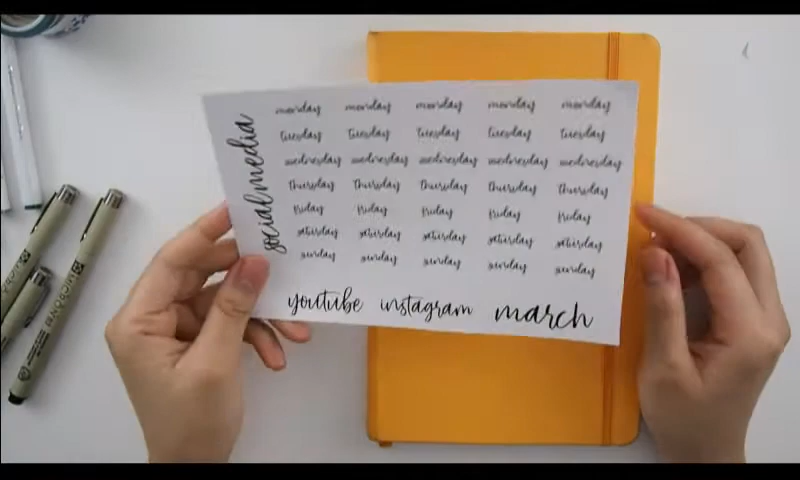 socialmedia
monday monday monday monday monday
tuesday tuesday tuesday tuesday tuesday
wednesday wednesday wednesday wednesday wednesday
thursday thursday thursday thursday thursday
friday friday friday friday friday
saturday saturday saturday saturday saturday
sunday sunday sunday sunday sunday
youtube instagram march
MICRON